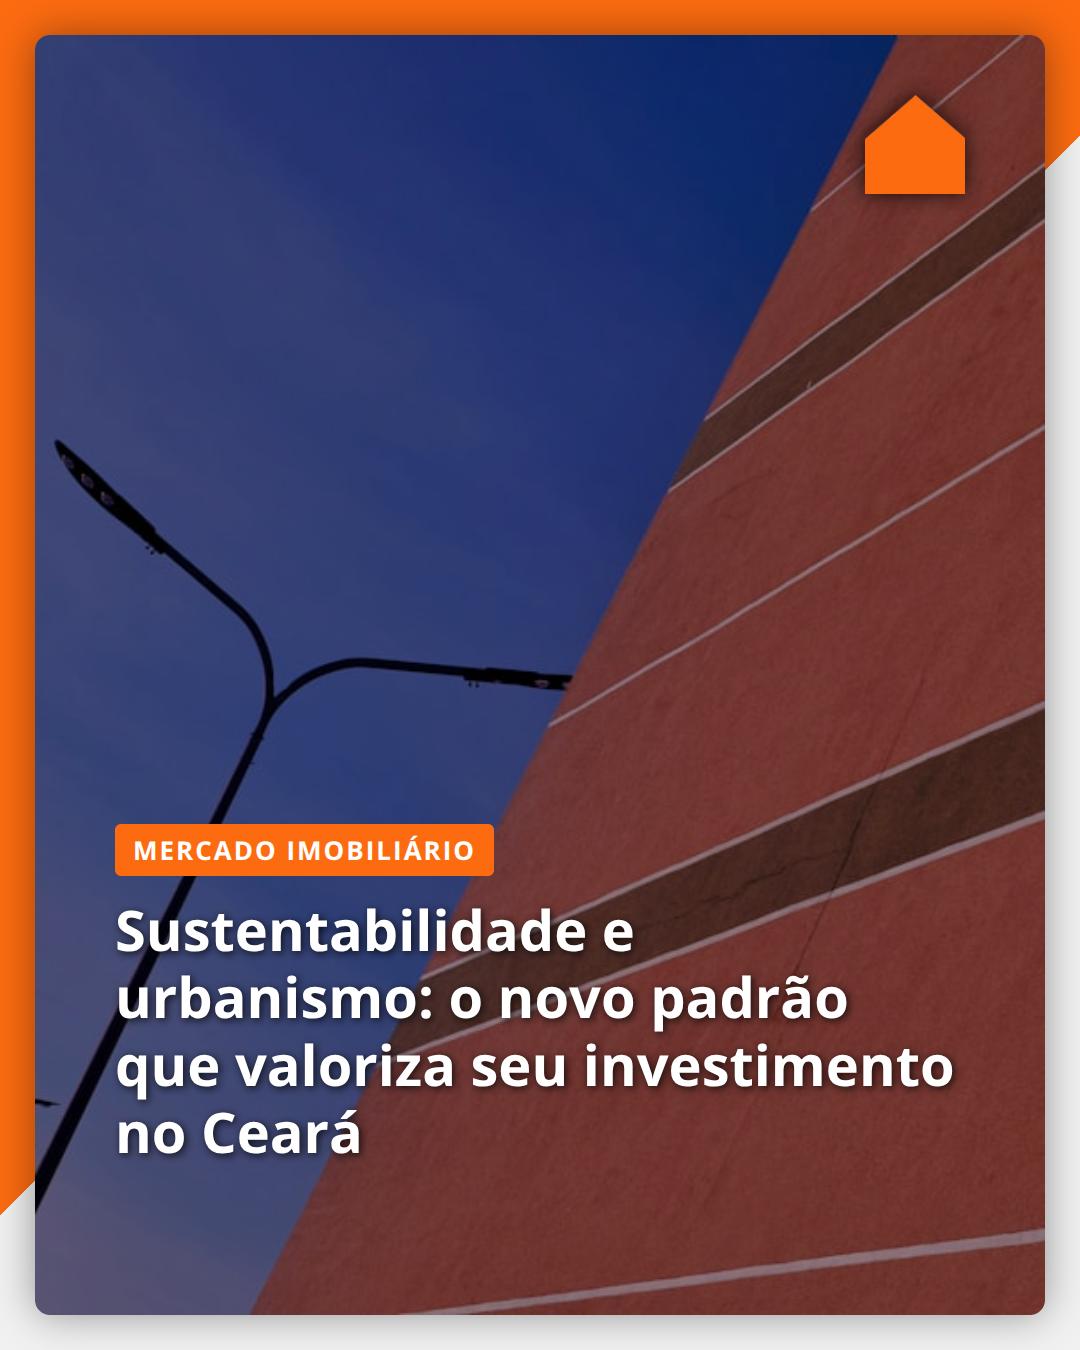 MERCADO IMOBILIÁRIO
Sustentabilidade e
urbanismo: o novo padrão
que valoriza seu investimento
no Ceará